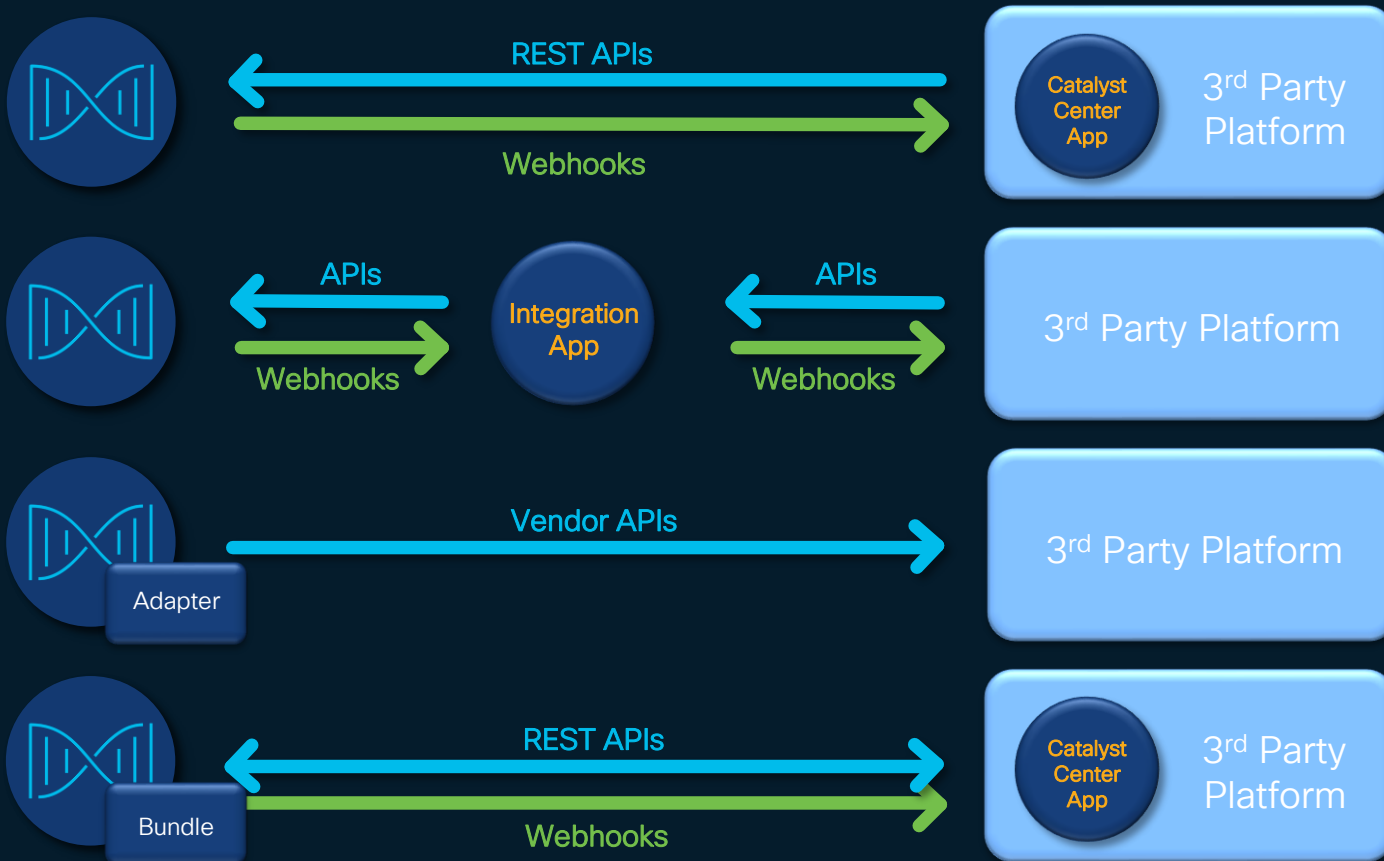 REST APIs
Webhooks
Catalyst
Center
App
3rd Party
Platform
APIs
Webhooks
Integration
App
APIs
Webhooks
3rd Party Platform
Adapter
Vendor APIs
3rd Party Platform
Bundle
REST APIs
Webhooks
Catalyst
Center
App
3rd Party
Platform